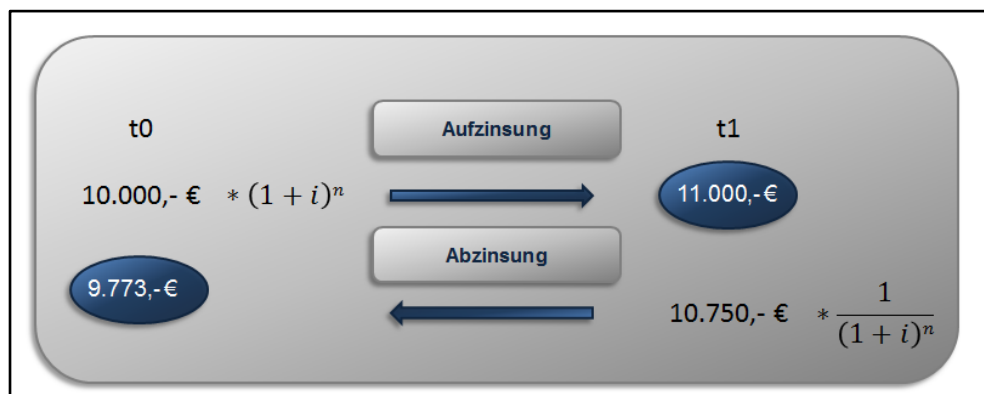 Aufzinsung
t0
t1
10.000,- € * (1 + i)ⁿ
11.000,-€
Abzinsung
9.773,-€
10.750,- € * 1/(1 + i)ⁿ